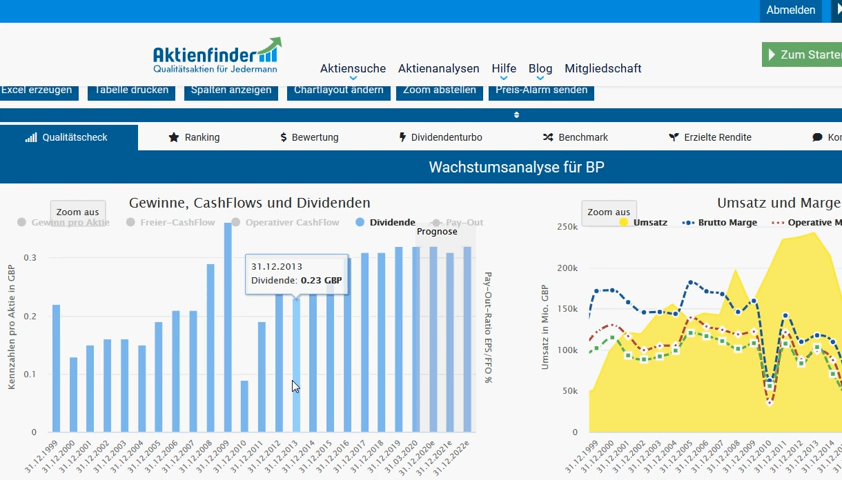 Abmelden
Aktienfinder
Qualitätsaktien für Jedermann
Aktiensuche Aktienanalysen Hilfe Blog Mitgliedschaft
Zum Starter
Excel erzeugen Tabelle drucken Spalten anzeigen Chartlayout ändern Zoom abstellen Preis-Alarm senden
Qualitätscheck Ranking Bewertung Dividendenturbo Benchmark Erzielte Rendite Kon
Wachstumsanalyse für BP
Gewinne, CashFlows und Dividenden
Zoom aus
Gewinn pro Aktie Freier-CashFlow Operativer CashFlow Dividende Pay-Out
Prognose
31.12.2013
Dividende: 0.23 GBP
Kennzahlen pro Aktie in GBP
0.3
0.2
0.1
0
Pay-Out-Ratio EPS/FFO %
31.12.1999 31.12.2000 31.12.2001 31.12.2002 31.12.2003 31.12.2004 31.12.2005 31.12.2006 31.12.2007 31.12.2008 31.12.2009 31.12.2010 31.12.2011 31.12.2012 31.12.2013 31.12.2014 31.12.2015 31.12.2016 31.12.2017 31.12.2018 31.12.2019 31.03.2020 31.12.2020e 31.12.2021e 31.12.2022e
Umsatz und Marge
Zoom aus
Umsatz Brutto Marge Operative M
Umsatz in Mio. GBP
250k
200k
150k
100k
50k
0
31.12.1999 31.12.2000 31.12.2001 31.12.2002 31.12.2003 31.12.2004 31.12.2005 31.12.2006 31.12.2007 31.12.2008 31.12.2009 31.12.2010 31.12.2011 31.12.2012 31.12.2013